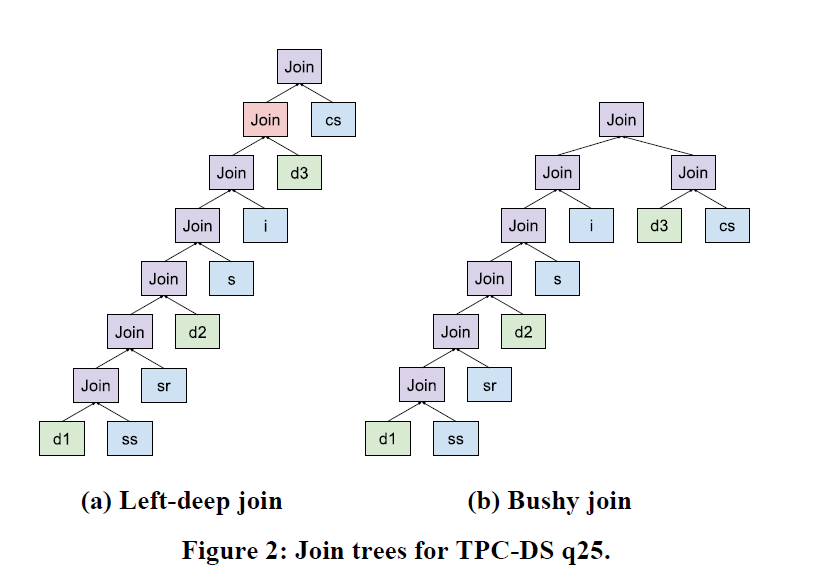 Join
Join cs
Join d3
Join i
Join s
Join d2
Join sr
d1 ss
(a) Left-deep join
Join
Join Join
Join i d3 cs
Join s
Join d2
Join sr
d1 ss
(b) Bushy join
Figure 2: Join trees for TPC-DS q25.